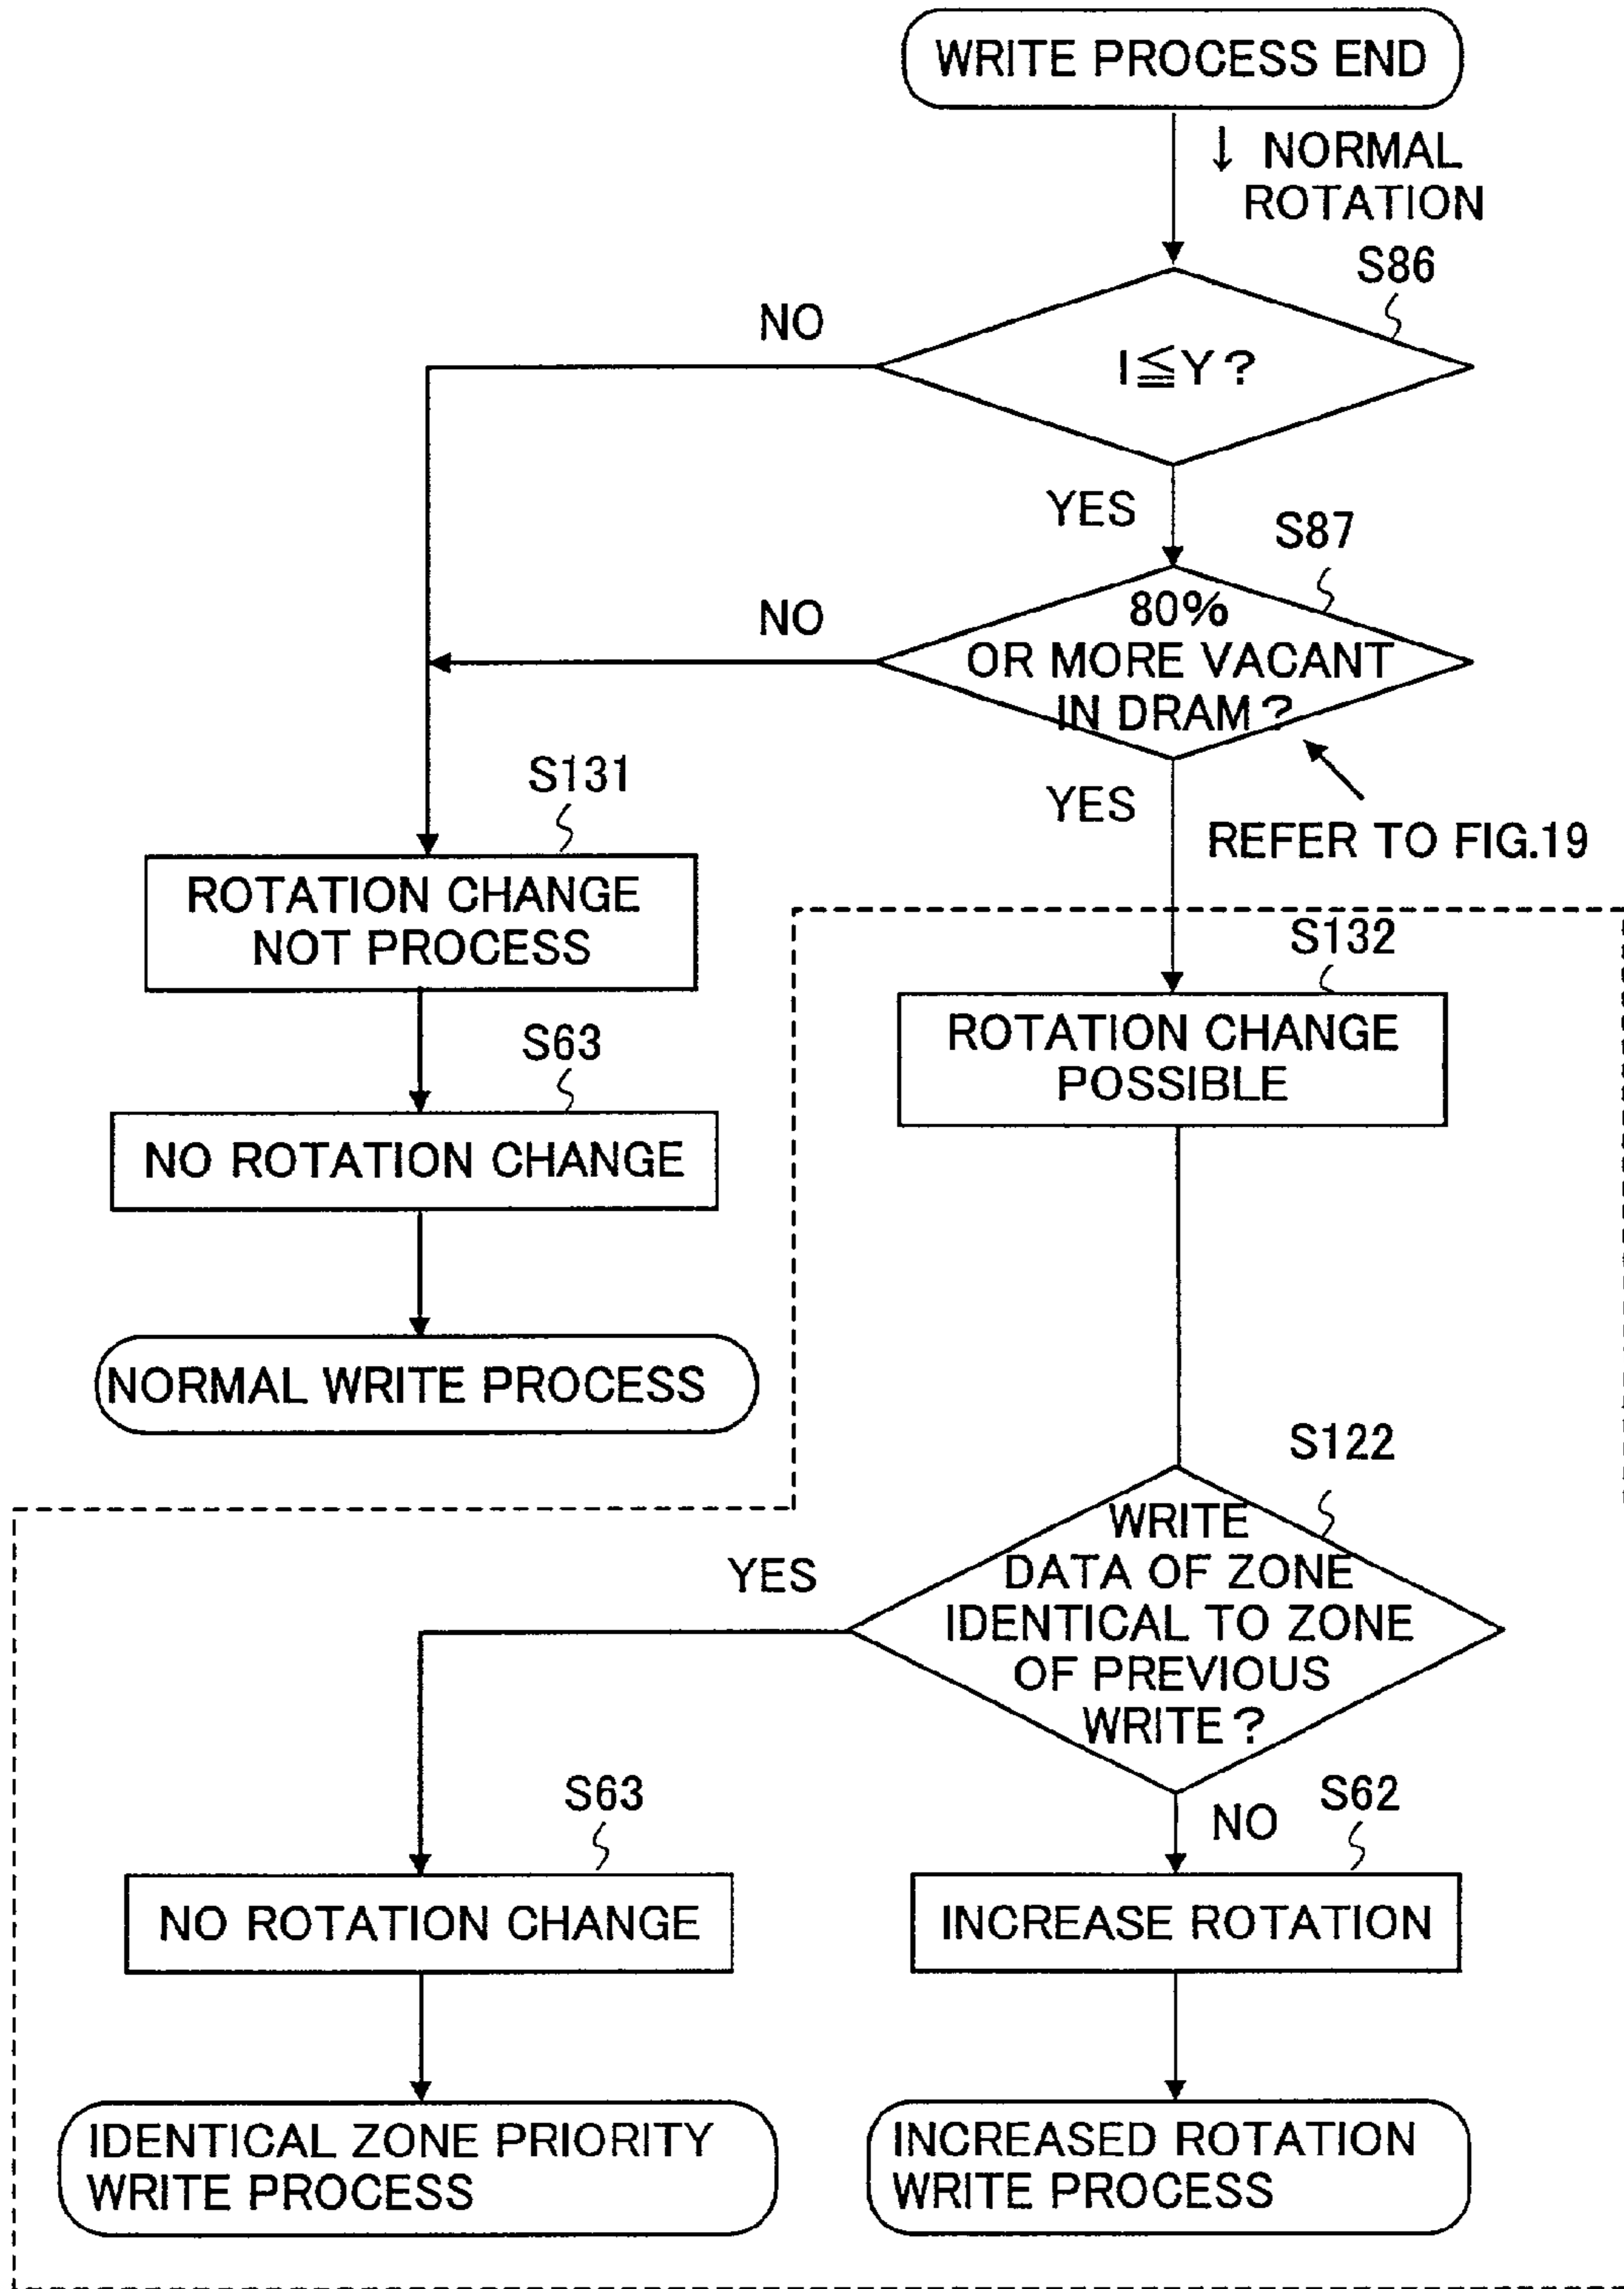 WRITE PROCESS END
↓ NORMAL
ROTATION
S86
NO
I≦Y?
YES
S87
NO
80%
OR MORE VACANT
IN DRAM?
YES
REFER TO FIG.19
S131
ROTATION CHANGE
NOT PROCESS
S132
ROTATION CHANGE
POSSIBLE
S63
NO ROTATION CHANGE
NORMAL WRITE PROCESS
S122
YES
WRITE
DATA OF ZONE
IDENTICAL TO ZONE
OF PREVIOUS
WRITE?
NO
S63
NO ROTATION CHANGE
S62
INCREASE ROTATION
IDENTICAL ZONE PRIORITY
WRITE PROCESS
INCREASED ROTATION
WRITE PROCESS